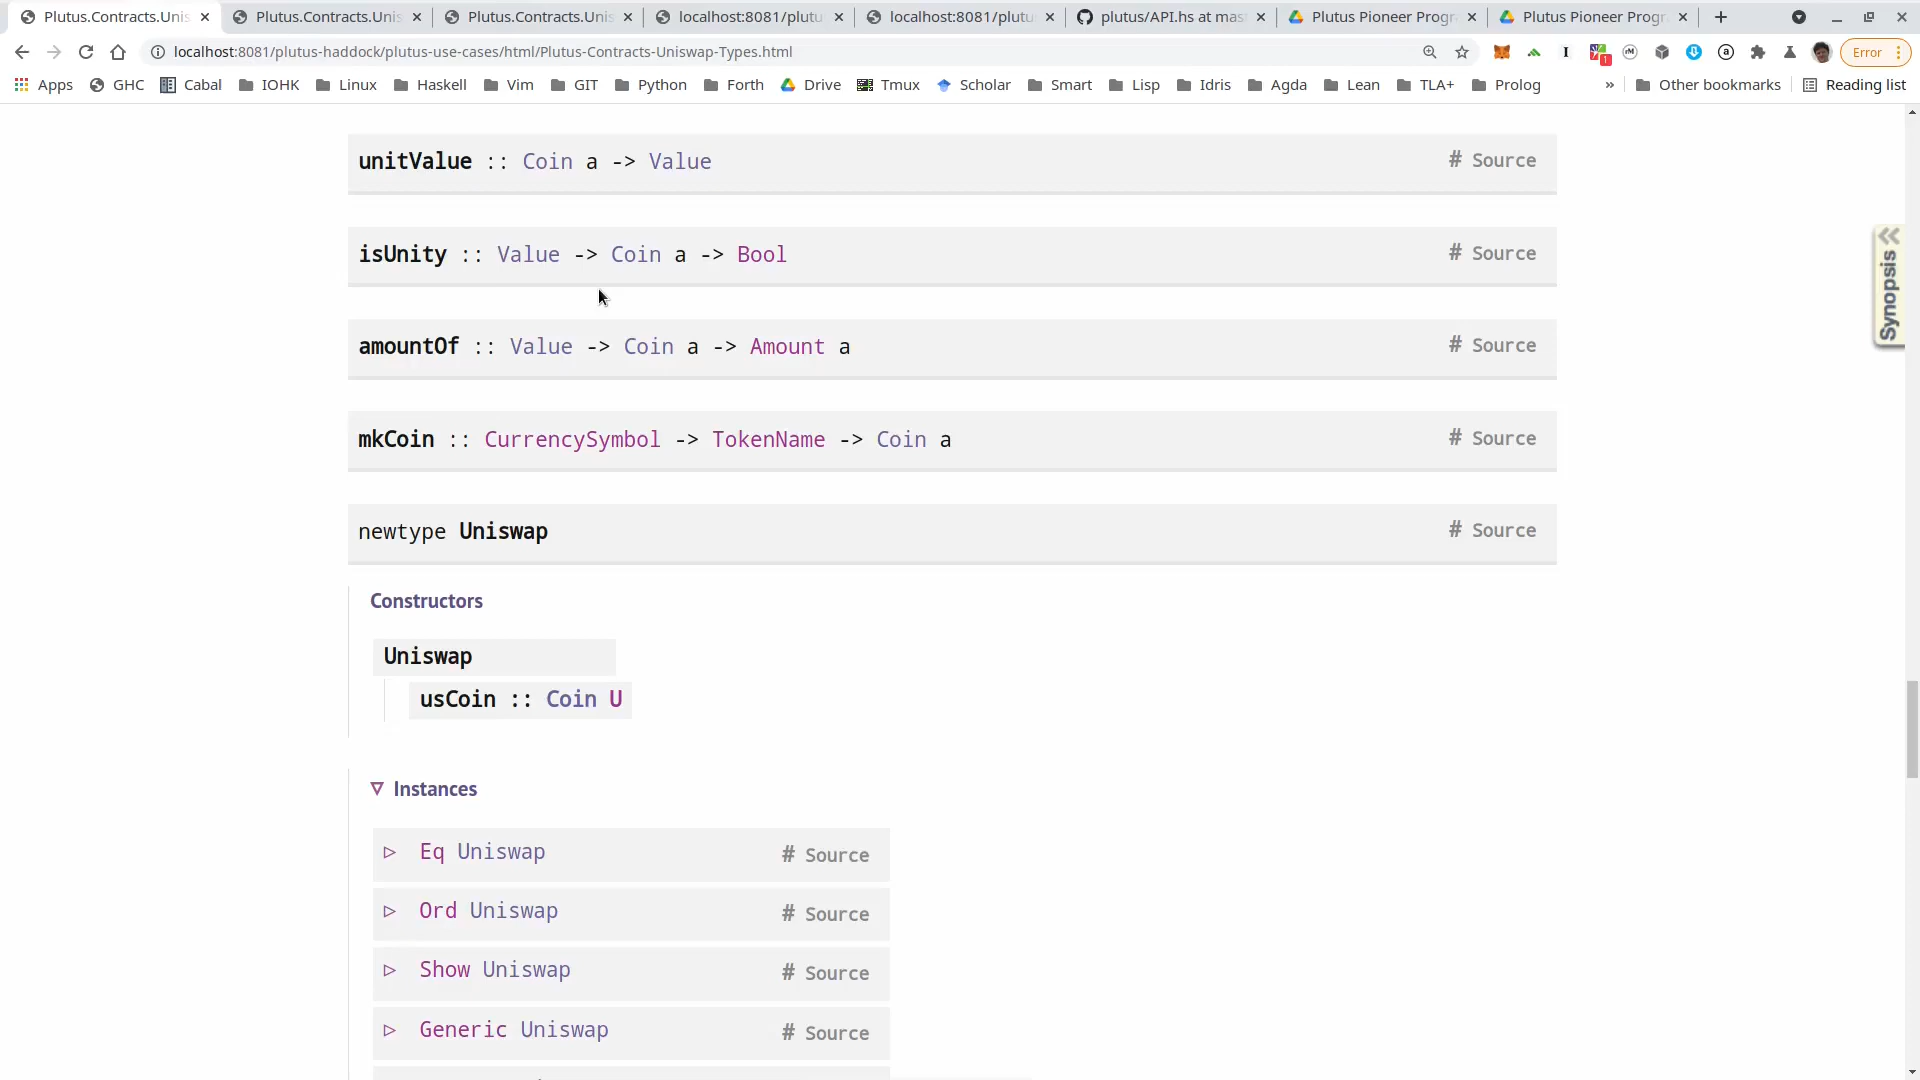 Plutus.Contracts.Unis
Plutus.Contracts.Unis
Plutus.Contracts.Unis
localhost:8081/plutu
localhost:8081/plutu
plutus/API.hs at mas
Plutus Pioneer Progr
Plutus Pioneer Progr
localhost:8081/plutus-haddock/plutus-use-cases/html/Plutus-Contracts-Uniswap-Types.html
Error
Apps GHC Cabal IOHK Linux Haskell Vim GIT Python Forth Drive Tmux Scholar Smart Lisp Idris Agda Lean TLA+ Prolog » Other bookmarks Reading list
unitValue :: Coin a -> Value # Source
isUnity :: Value -> Coin a -> Bool # Source
Synopsis
amountOf :: Value -> Coin a -> Amount a # Source
mkCoin :: CurrencySymbol -> TokenName -> Coin a # Source
newtype Uniswap # Source
Constructors
Uniswap
usCoin :: Coin U
Instances
Eq Uniswap # Source
Ord Uniswap # Source
Show Uniswap # Source
Generic Uniswap # Source